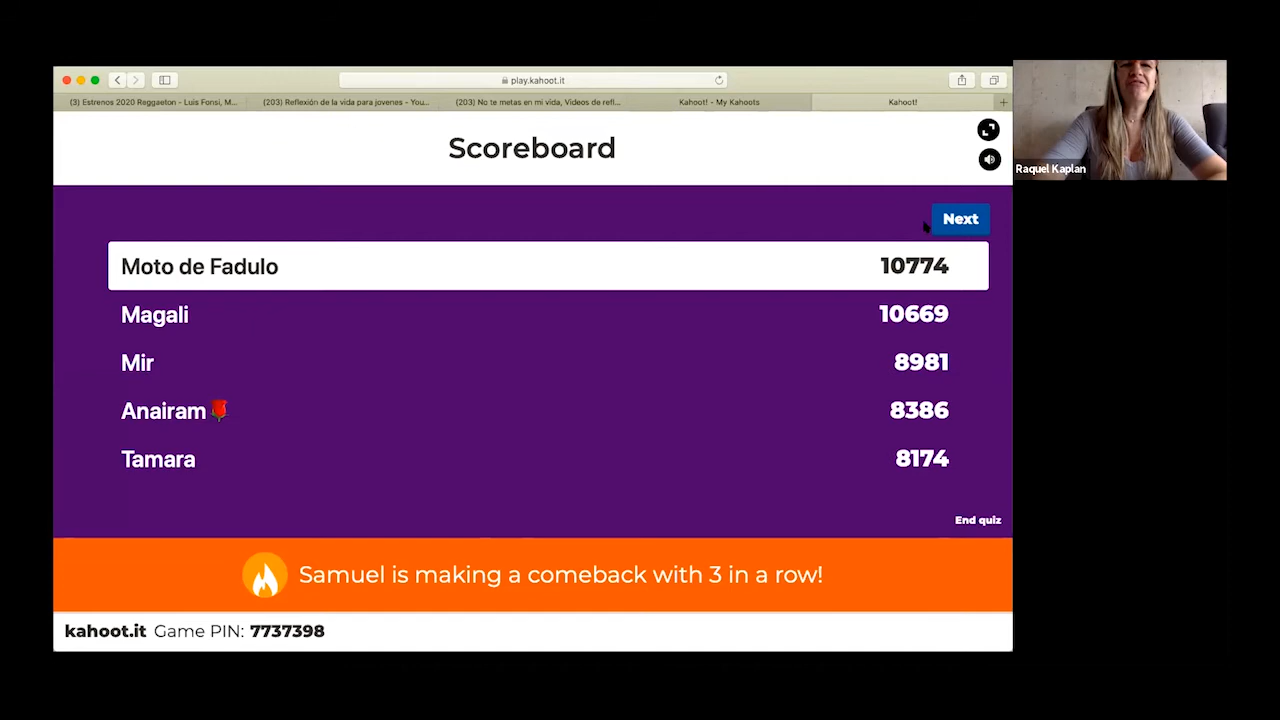 play.kahoot.it
(3) Estrenos 2020 Reggaeton - Luis Fonsi, M...
(203) Reflexión de la vida para jovenes - You...
(203) No te metas en mi vida, Videos de refl...
Kahoot! - My Kahoots
Kahoot!
Scoreboard
Raquel Kaplan
Next
Moto de Fadulo 10774
Magali 10669
Mir 8981
Anairam🌹 8386
Tamara 8174
End quiz
Samuel is making a comeback with 3 in a row!
kahoot.it Game PIN: 7737398